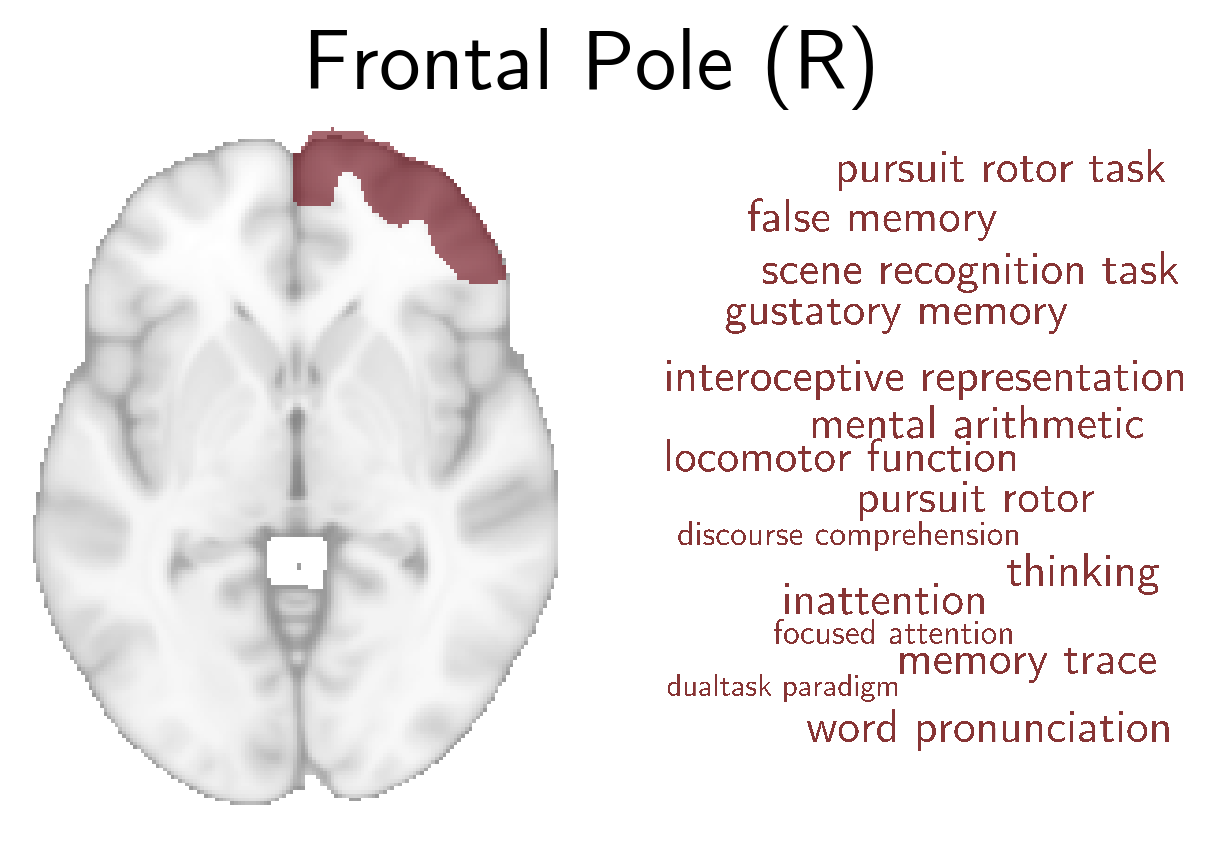 Frontal Pole (R)
pursuit rotor task
false memory
scene recognition task
gustatory memory
interoceptive representation
mental arithmetic
locomotor function
pursuit rotor
discourse comprehension
thinking
inattention
focused attention
memory trace
dualtask paradigm
word pronunciation